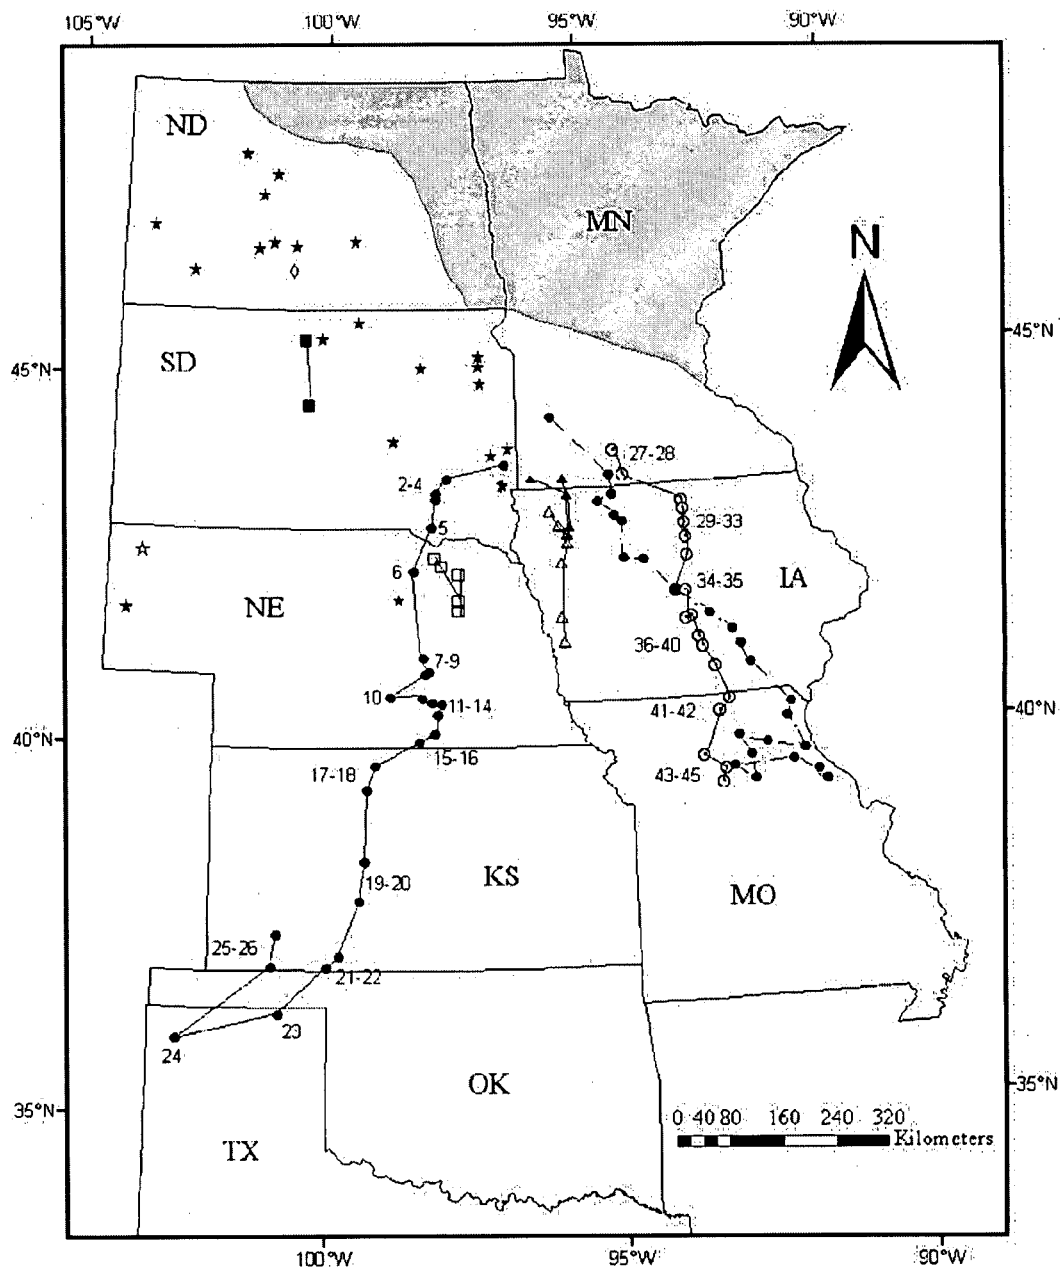 105°W 100°W 95°W 90°W
ND
MN
N
45°N
SD
45°N
27-28
2-4
29-33
5
6
34-35
IA
NE
36-40
7-9
10
11-14
41-42
40°N
40°N
15-16
43-45
17-18
KS
19-20
MO
25-26
21-22
23
24
OK
35°N
35°N
0 40 80 160 240 320
Kilometers
TX
100°W 95°W 90°W